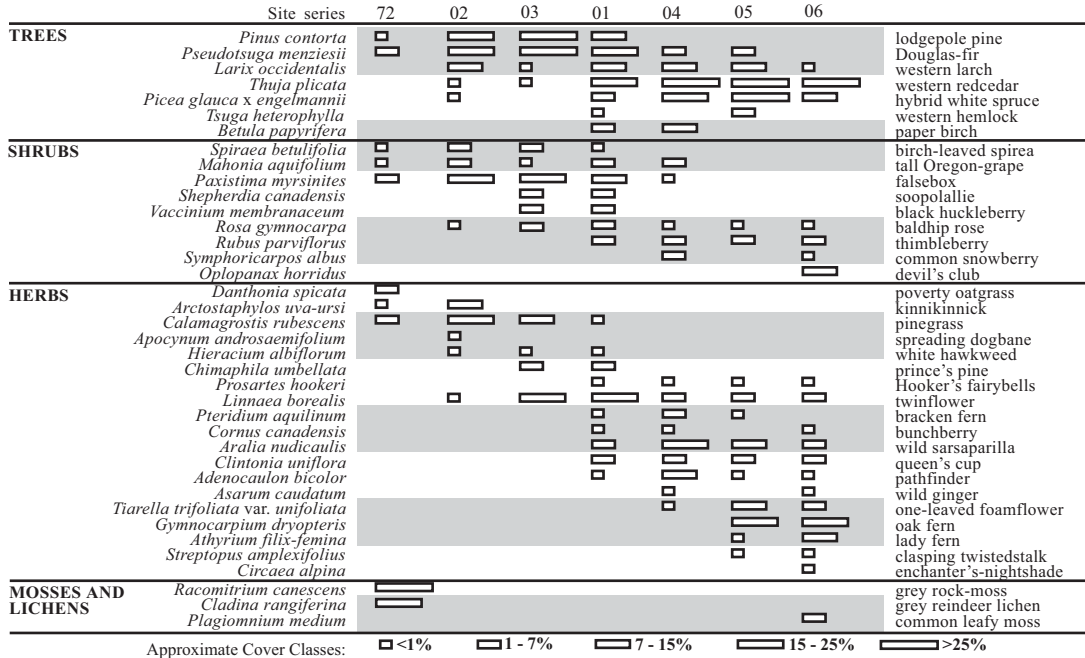 Site series 72 02 03 01 04 05 06
TREES Pinus contorta lodgepole pine
Pseudotsuga menziesii Douglas-fir
Larix occidentalis western larch
Thuja plicata western redcedar
Picea glauca x engelmannii hybrid white spruce
Tsuga heterophylla western hemlock
Betula papyrifera paper birch
SHRUBS Spiraea betulifolia birch-leaved spirea
Mahonia aquifolium tall Oregon-grape
Paxistima myrsinites falsebox
Shepherdia canadensis soopolallie
Vaccinium membranaceum black huckleberry
Rosa gymnocarpa baldhip rose
Rubus parviflorus thimbleberry
Symphoricarpos albus common snowberry
Oplopanax horridus devil's club
HERBS Danthonia spicata poverty oatgrass
Arctostaphylos uva-ursi kinnikinnick
Calamagrostis rubescens pinegrass
Apocynum androsaemifolium spreading dogbane
Hieracium albiflorum white hawkweed
Chimaphila umbellata prince's pine
Prosartes hookeri Hooker's fairybells
Linnaea borealis twinflower
Pteridium aquilinum bracken fern
Cornus canadensis bunchberry
Aralia nudicaulis wild sarsaparilla
Clintonia uniflora queen's cup
Adenocaulon bicolor pathfinder
Asarum caudatum wild ginger
Tiarella trifoliata var. unifoliata one-leaved foamflower
Gymnocarpium dryopteris oak fern
Athyrium filix-femina lady fern
Streptopus amplexifolius clasping twistedstalk
Circaea alpina enchanter's-nightshade
MOSSES AND Racomitrium canescens grey rock-moss
LICHENS Cladina rangiferina grey reindeer lichen
Plagiomnium medium common leafy moss
Approximate Cover Classes: <1% 1 - 7% 7 - 15% 15 - 25% >25%